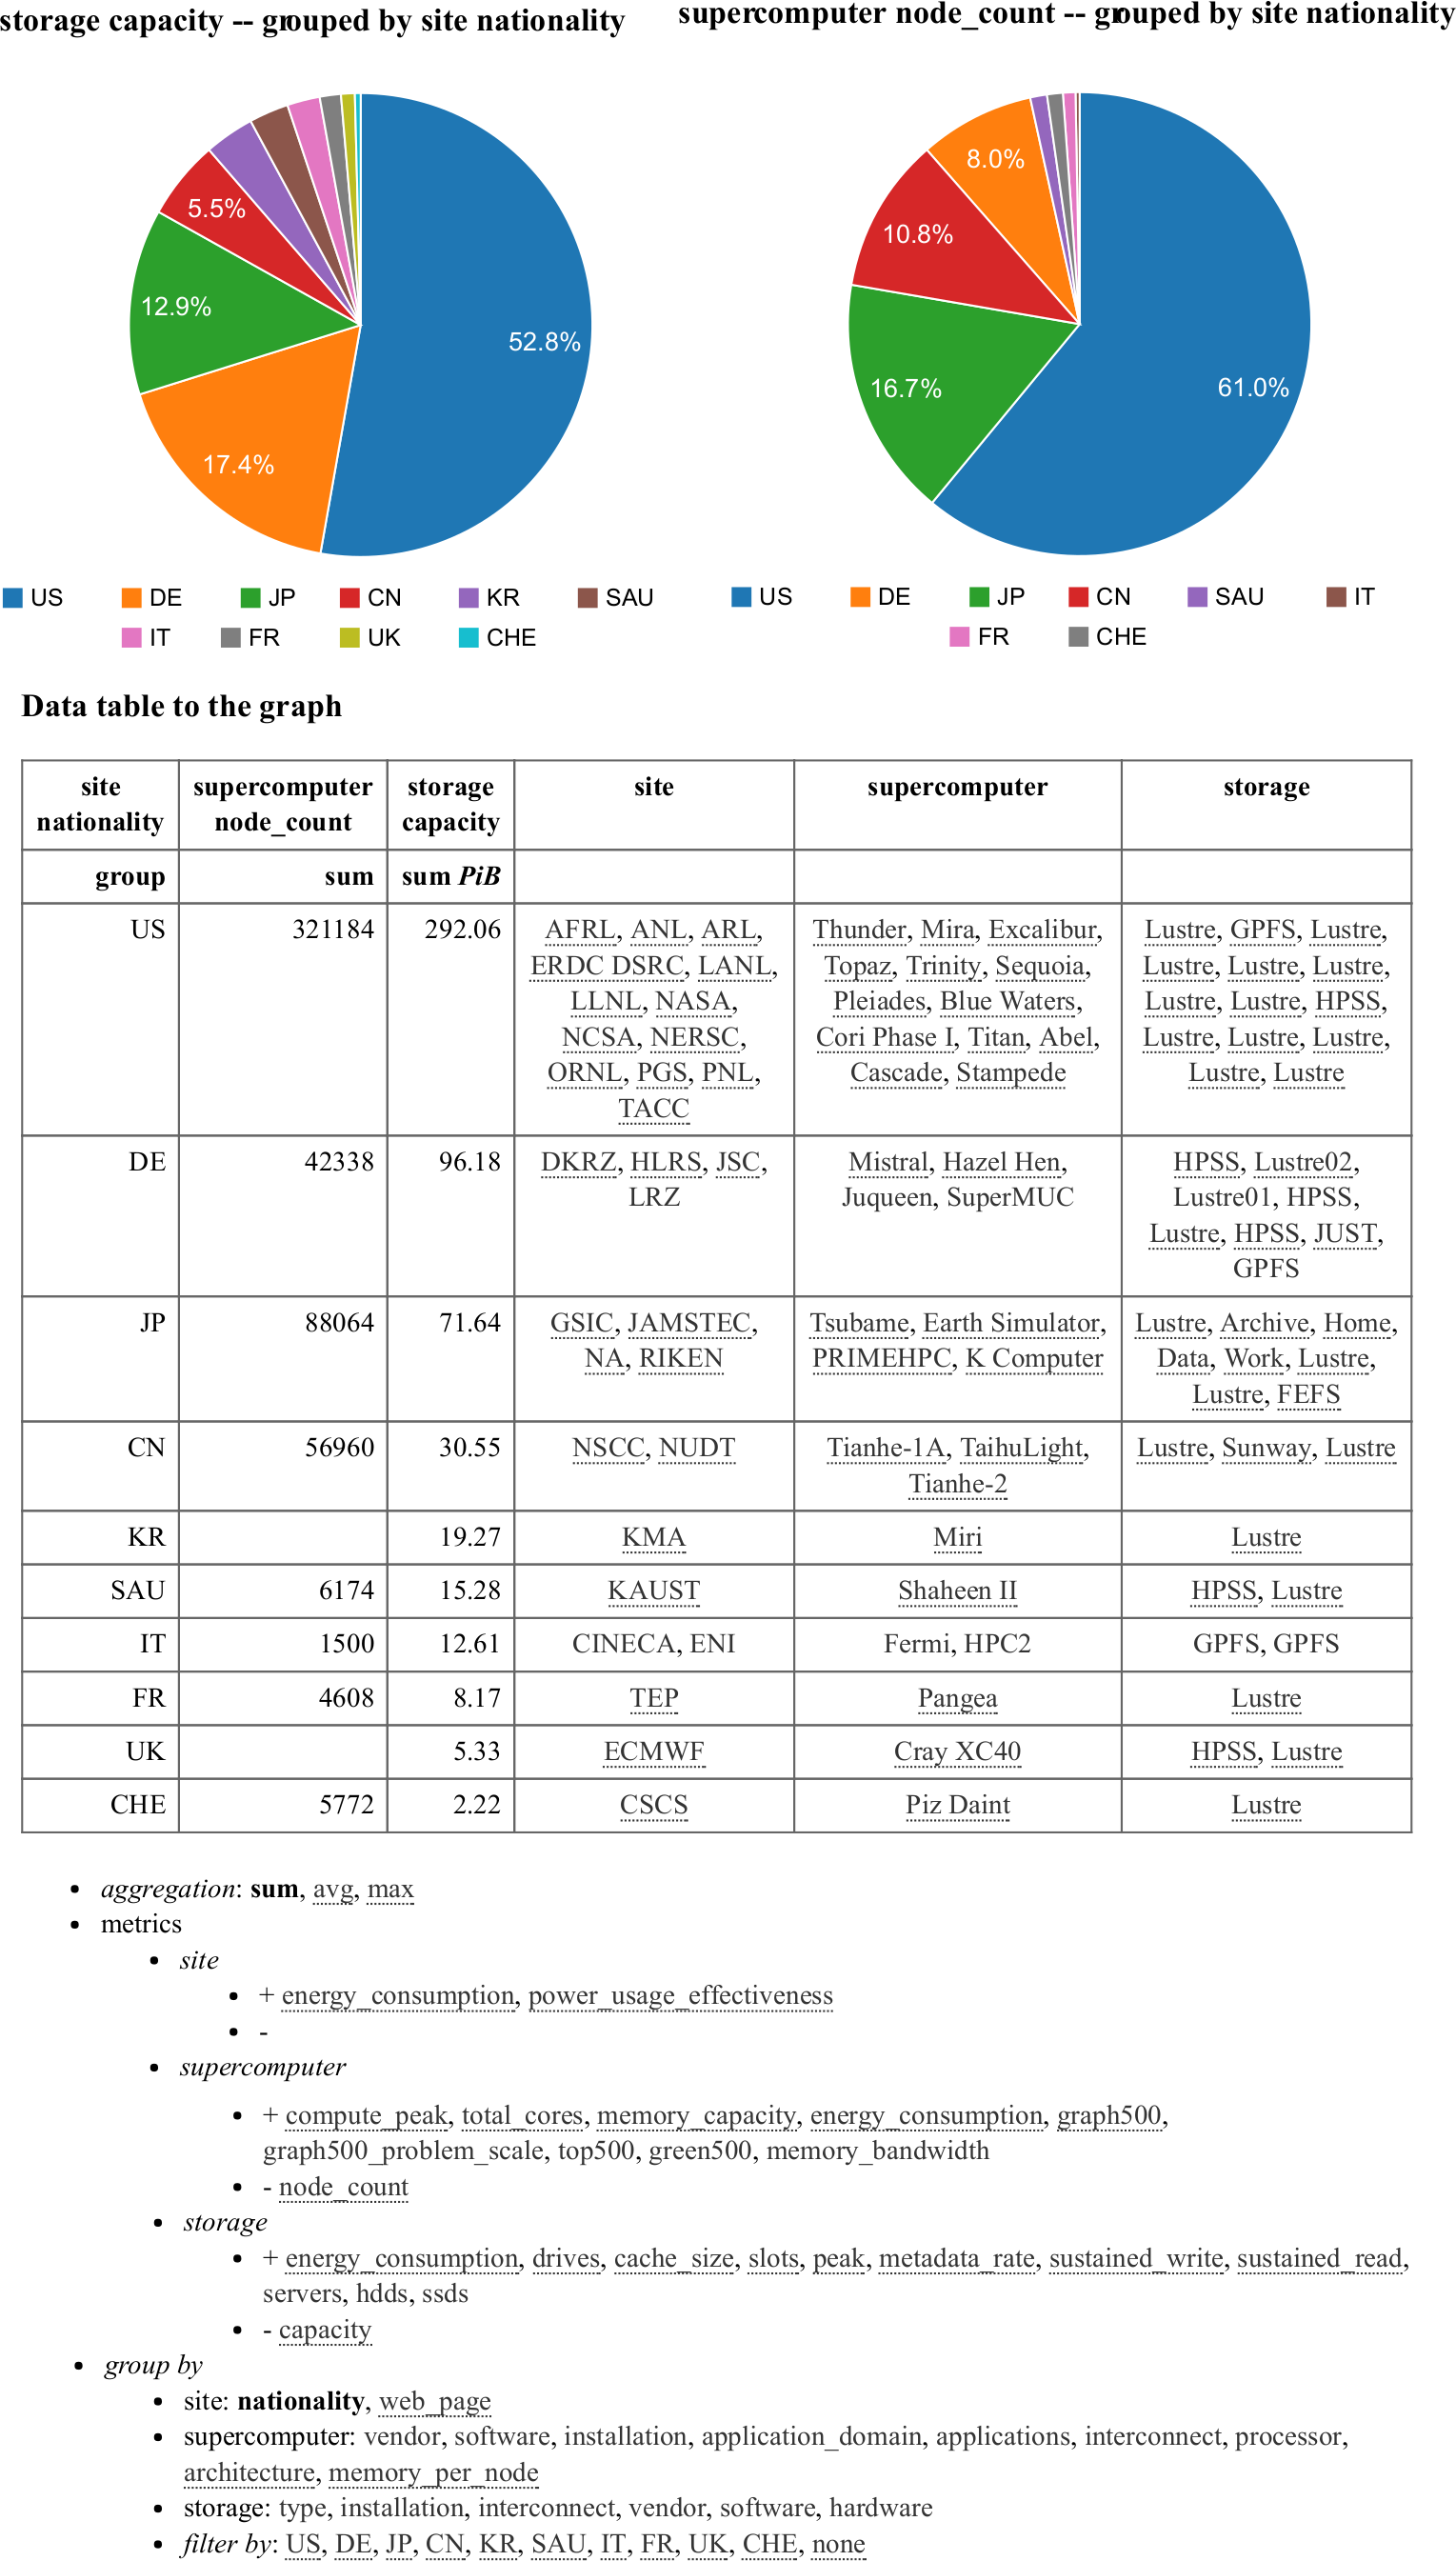 storage capacity -- grouped by site nationality
supercomputer node_count -- grouped by site nationality
52.8%
17.4%
12.9%
5.5%
61.0%
16.7%
10.8%
8.0%
US DE JP CN KR SAU
IT FR UK CHE
US DE JP CN SAU IT
FR CHE
Data table to the graph
site nationality supercomputer node_count storage capacity site supercomputer storage
group sum sum PiB
US 321184 292.06 AFRL, ANL, ARL, Thunder, Mira, Excalibur, Lustre, GPFS, Lustre,
ERDC DSRC, LANL, Topaz, Trinity, Sequoia, Lustre, Lustre, Lustre,
LLNL, NASA, Pleiades, Blue Waters, Lustre, Lustre, HPSS,
NCSA, NERSC, Cori Phase I, Titan, Abel, Lustre, Lustre, Lustre,
ORNL, PGS, PNL, Cascade, Stampede Lustre, Lustre
TACC
DE 42338 96.18 DKRZ, HLRS, JSC, Mistral, Hazel Hen, HPSS, Lustre02,
LRZ Juqueen, SuperMUC Lustre01, HPSS,
Lustre, HPSS, JUST,
GPFS
JP 88064 71.64 GSIC, JAMSTEC, Tsubame, Earth Simulator, Lustre, Archive, Home,
NA, RIKEN PRIMEHPC, K Computer Data, Work, Lustre,
Lustre, FEFS
CN 56960 30.55 NSCC, NUDT Tianhe-1A, TaihuLight, Lustre, Sunway, Lustre
Tianhe-2
KR 19.27 KMA Miri Lustre
SAU 6174 15.28 KAUST Shaheen II HPSS, Lustre
IT 1500 12.61 CINECA, ENI Fermi, HPC2 GPFS, GPFS
FR 4608 8.17 TEP Pangea Lustre
UK 5.33 ECMWF Cray XC40 HPSS, Lustre
CHE 5772 2.22 CSCS Piz Daint Lustre
• aggregation: sum, avg, max
• metrics
• site
• + energy_consumption, power_usage_effectiveness
• -
• supercomputer
• + compute_peak, total_cores, memory_capacity, energy_consumption, graph500,
graph500_problem_scale, top500, green500, memory_bandwidth
• - node_count
• storage
• + energy_consumption, drives, cache_size, slots, peak, metadata_rate, sustained_write, sustained_read,
servers, hdds, ssds
• - capacity
• group by
• site: nationality, web_page
• supercomputer: vendor, software, installation, application_domain, applications, interconnect, processor,
architecture, memory_per_node
• storage: type, installation, interconnect, vendor, software, hardware
• filter by: US, DE, JP, CN, KR, SAU, IT, FR, UK, CHE, none